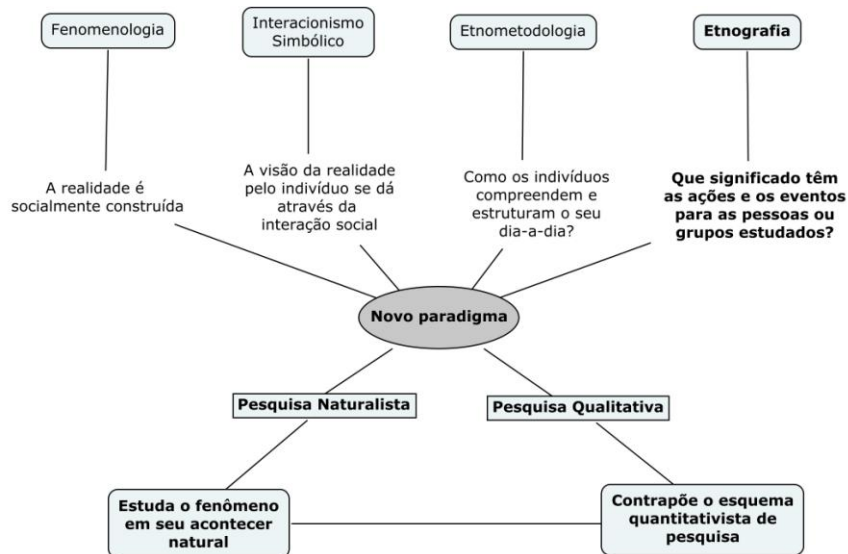 Fenomenologia
Interacionismo
Simbólico
Etnometodologia
Etnografia
A realidade é
socialmente construída
A visão da realidade
pelo indivíduo se dá
através da
interação social
Como os indivíduos
compreendem e
estruturam o seu
dia-a-dia?
Que significado têm
as ações e os eventos
para as pessoas ou
grupos estudados?
Novo paradigma
Pesquisa Naturalista
Pesquisa Qualitativa
Estuda o fenômeno
em seu acontecer
natural
Contrapõe o esquema
quantitativista de
pesquisa